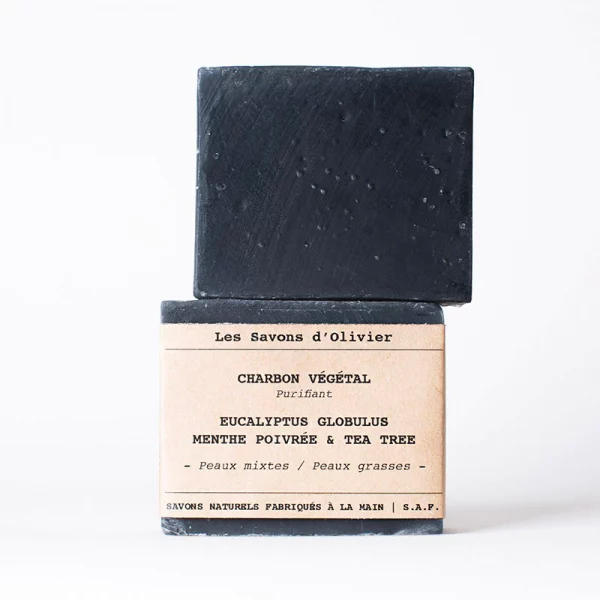 Les Savons d'Olivier
CHARBON VÉGÉTAL
Purifiant
EUCALYPTUS GLOBULUS
MENTHE POIVRÉE & TEA TREE
- Peaux mixtes / Peaux grasses -
SAVONS NATURELS FABRIQUÉS À LA MAIN | S.A.F.